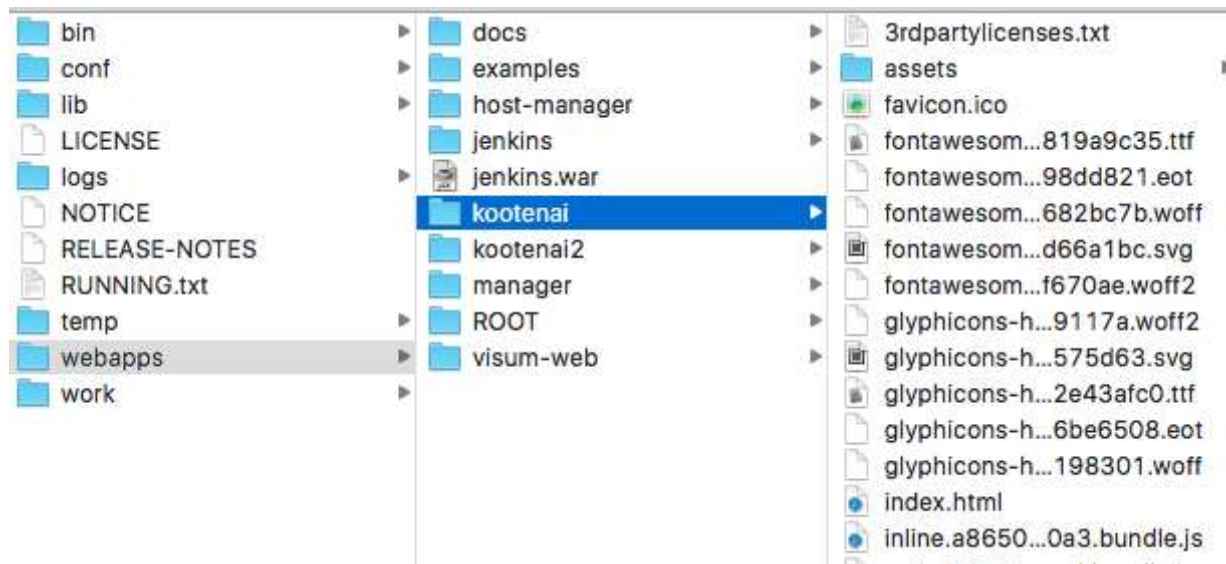 bin
conf
lib
LICENSE
logs
NOTICE
RELEASE-NOTES
RUNNING.txt
temp
webapps
work
docs
examples
host-manager
jenkins
jenkins.war
kootenai
kootenai2
manager
ROOT
visum-web
3rdpartylicenses.txt
assets
favicon.ico
fontawesom...819a9c35.ttf
fontawesom...98dd821.eot
fontawesom...682bc7b.woff
fontawesom...d66a1bc.svg
fontawesom...f670ae.woff2
glyphicons-h...9117a.woff2
glyphicons-h...575d63.svg
glyphicons-h...2e43afc0.ttf
glyphicons-h...6be6508.eot
glyphicons-h...198301.woff
index.html
inline.a8650...0a3.bundle.js